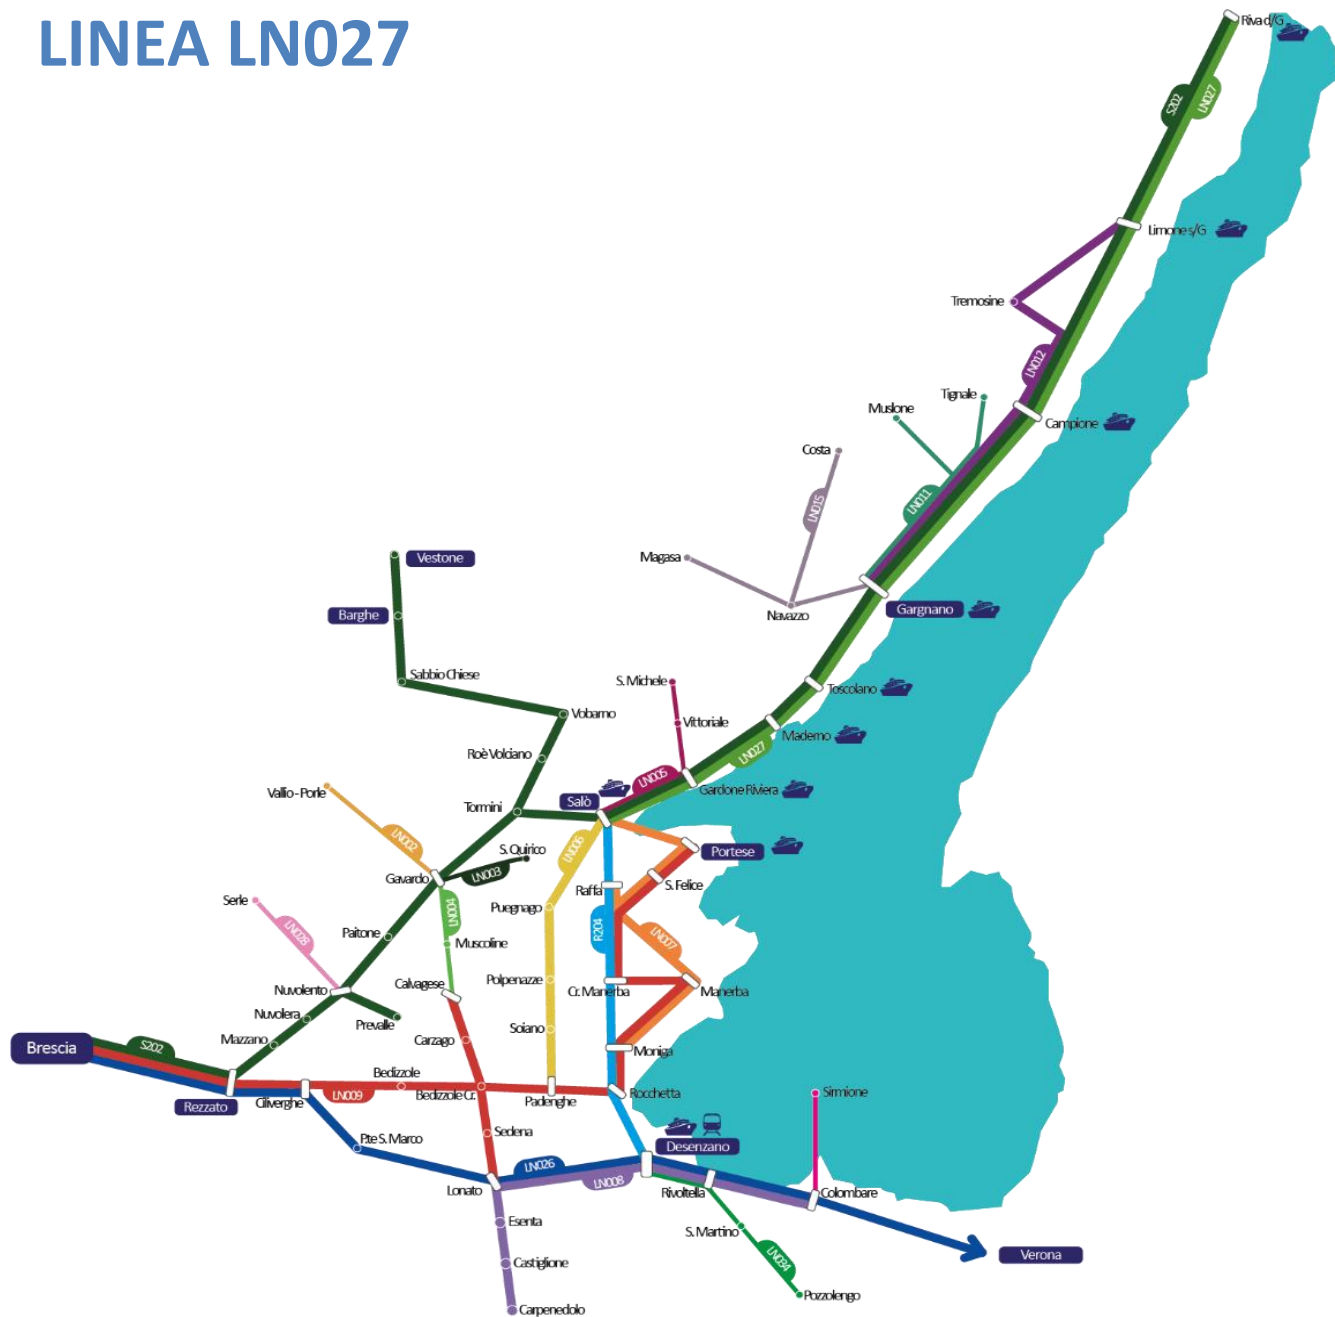 LINEA LN027
Riva d/G
S202
LN027
Limone s/G
Tremosine
LN012
Tignale
Muslone
Campione
Costa
LN015
LN011
Vestone
Magasa
Barghe
Navazzo
Gargnano
Sabbio Chiese
S. Michele
Toscolano
Vobarno
Vittoriale
Maderno
Roè Volciano
LN027
LN005
Vallio - Porle
Salò
Gardone Riviera
Tormini
LN002
LN006
S. Quirico
Portese
Gavardo
LN003
S. Felice
Raffa
Serle
LN004
Puegnago
LN028
Paitone
R204
LN007
Muscoline
Calvagese
Polpenazze
Nuvolento
Cr. Manerba
Manerba
Nuvolera
Prevalle
Soiano
Mazzano
Carzago
Brescia
S202
Moniga
Bedizzole
LN009
Bedizzole Cr.
Padenghe
Rocchetta
Sirmione
Rezzato
Ciliverghe
Sedena
P.te S. Marco
Desenzano
LN026
LN008
Lonato
Rivoltella
Colombare
Esenta
S. Martino
Castiglione
LN034
Verona
Pozzolengo
Carpenedolo